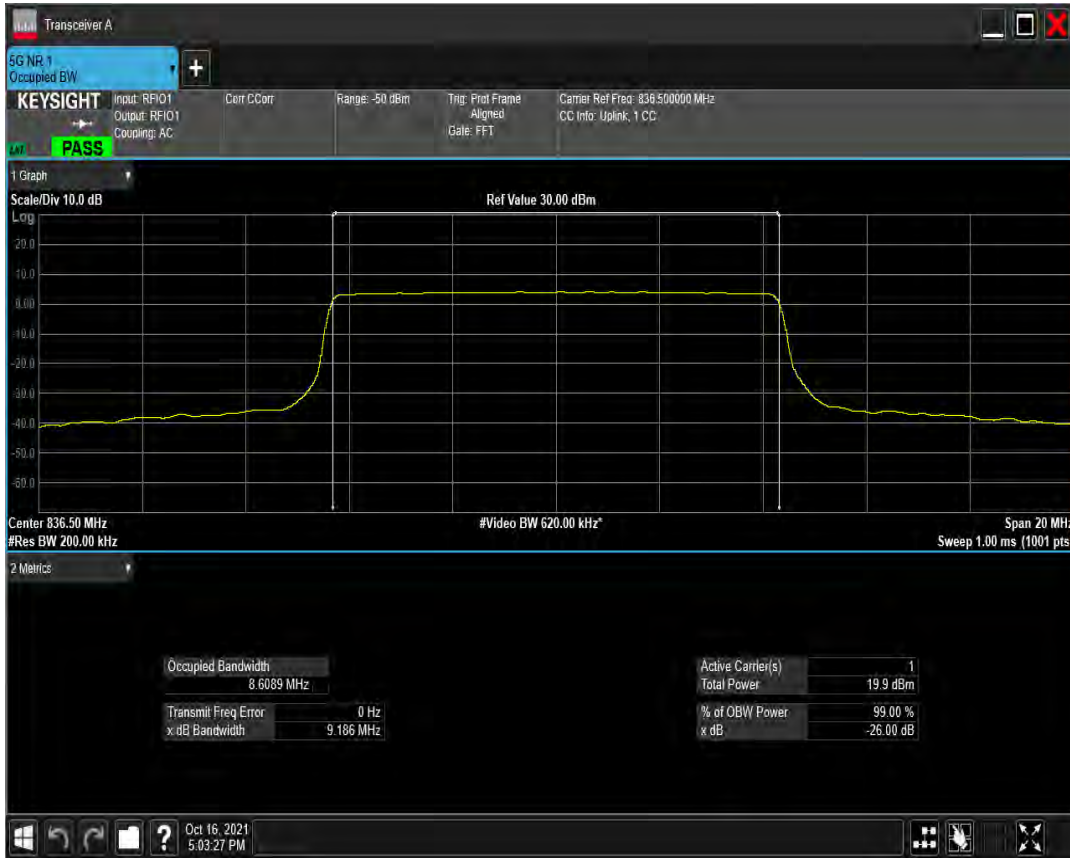 Transceiver A
5G NR 1
Occupied BW
+
KEYSIGHT
Input: RFIO1
Output: RFIO1
Coupling: AC
Corr CCorr
Range: -50 dBm
Trig: Prot Frame
Aligned
Gate: FFT
Carrier Ref Freq: 836.500000 MHz
CC Info: Uplink, 1 CC
PASS
1 Graph
Scale/Div 10.0 dB
Ref Value 30.00 dBm
Log
20.0
10.0
0.00
-10.0
-20.0
-30.0
-40.0
-50.0
-60.0
Center 836.50 MHz
#Video BW 620.00 kHz*
Span 20 MHz
#Res BW 200.00 kHz
Sweep 1.00 ms (1001 pts
2 Metrics
Occupied Bandwidth
8.6089 MHz
Transmit Freq Error 0 Hz
x dB Bandwidth 9.186 MHz
Active Carrier(s) 1
Total Power 19.9 dBm
% of OBW Power 99.00 %
x dB -26.00 dB
?
Oct 16, 2021
5:03:27 PM